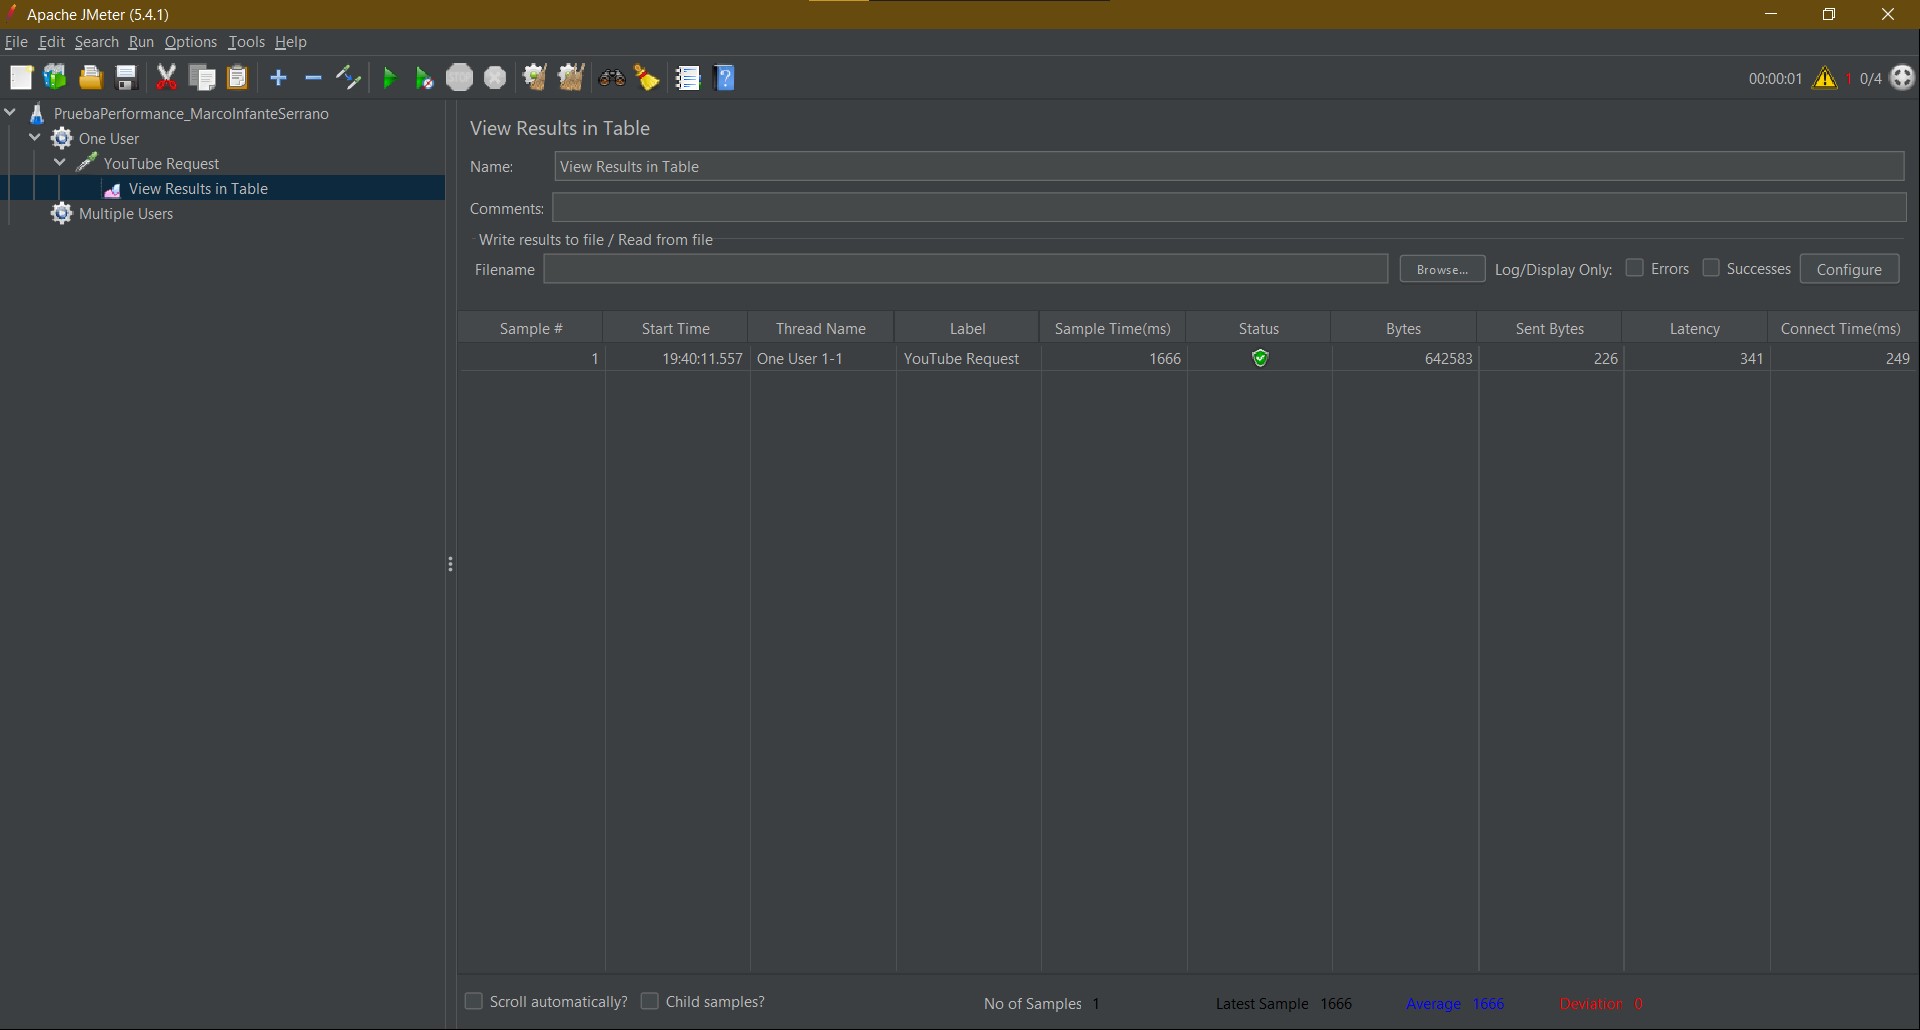 Apache JMeter (5.4.1)
File Edit Search Run Options Tools Help
STOP
00:00:01 1 0/4
PruebaPerformance_MarcoInfanteSerrano
One User
YouTube Request
View Results in Table
Multiple Users
View Results in Table
Name: View Results in Table
Comments:
Write results to file / Read from file
Filename Browse... Log/Display Only: Errors Successes Configure
Sample # Start Time Thread Name Label Sample Time(ms) Status Bytes Sent Bytes Latency Connect Time(ms)
1 19:40:11.557 One User 1-1 YouTube Request 1666 642583 226 341 249
Scroll automatically? Child samples? No of Samples 1 Latest Sample 1666 Average 1666 Deviation 0